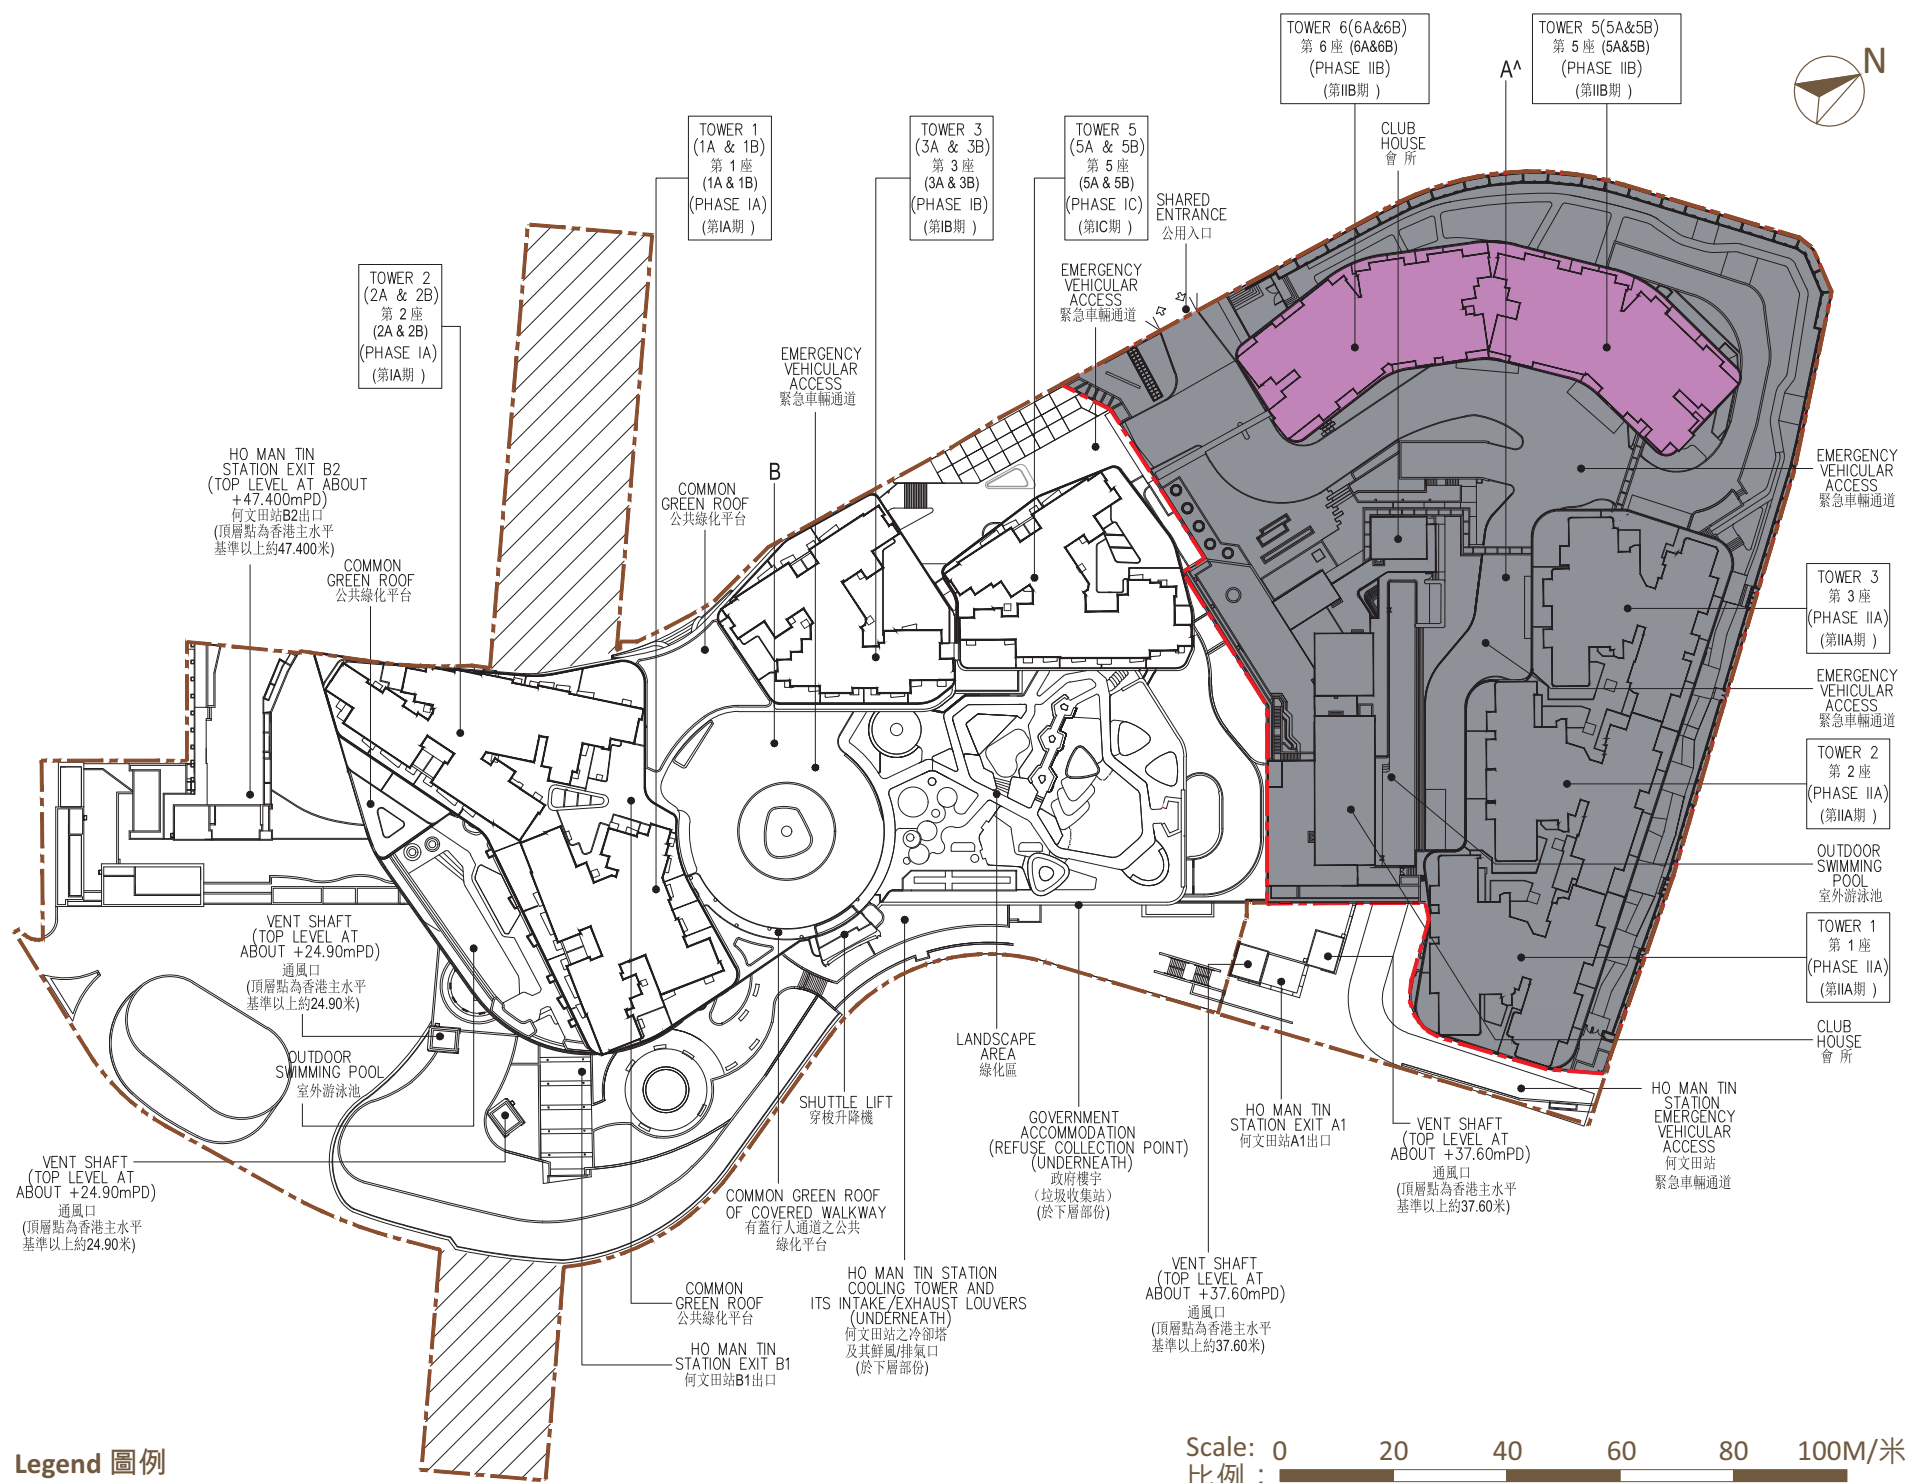 TOWER 6(6A&6B)
第 6 座 (6A&6B)
(PHASE IIB)
(第IIB期 )
A^
TOWER 5(5A&5B)
第 5 座 (5A&5B)
(PHASE IIB)
(第IIB期 )
N
TOWER 1
(1A & 1B)
第 1 座
(1A & 1B)
(PHASE IA)
(第IA期 )
TOWER 3
(3A & 3B)
第 3 座
(3A & 3B)
(PHASE IB)
(第IB期 )
TOWER 5
(5A & 5B)
第 5 座
(5A & 5B)
(PHASE IC)
(第IC期 )
CLUB
HOUSE
會 所
SHARED
ENTRANCE
公用入口
TOWER 2
(2A & 2B)
第 2 座
(2A & 2B)
(PHASE IA)
(第IA期 )
EMERGENCY
VEHICULAR
ACCESS
緊急車輛通道
EMERGENCY
VEHICULAR
ACCESS
緊急車輛通道
HO MAN TIN
STATION EXIT B2
(TOP LEVEL AT ABOUT
+47.400mPD)
何文田站B2出口
(頂層點為香港主水平
基準以上約47.400米)
COMMON
GREEN ROOF
公共綠化平台
COMMON
GREEN ROOF
公共綠化平台
B
EMERGENCY
VEHICULAR
ACCESS
緊急車輛通道
TOWER 3
第 3 座
(PHASE IIA)
(第IIA期 )
EMERGENCY
VEHICULAR
ACCESS
緊急車輛通道
TOWER 2
第 2 座
(PHASE IIA)
(第IIA期 )
OUTDOOR
SWIMMING
POOL
室外游泳池
TOWER 1
第 1 座
(PHASE IIA)
(第IIA期 )
CLUB
HOUSE
會 所
VENT SHAFT
(TOP LEVEL AT
ABOUT +24.90mPD)
通風口
(頂層點為香港主水平
基準以上約24.90米)
OUTDOOR
SWIMMING POOL
室外游泳池
VENT SHAFT
(TOP LEVEL AT
ABOUT +24.90mPD)
通風口
(頂層點為香港主水平
基準以上約24.90米)
SHUTTLE LIFT
穿梭升降機
LANDSCAPE
AREA
綠化區
GOVERNMENT
ACCOMMODATION
(REFUSE COLLECTION POINT)
(UNDERNEATH)
政府樓宇
(垃圾收集站)
(於下層部份)
HO MAN TIN
STATION EXIT A1
何文田站A1出口
VENT SHAFT
(TOP LEVEL AT
ABOUT +37.60mPD)
通風口
(頂層點為香港主水平
基準以上約37.60米)
HO MAN TIN
STATION
EMERGENCY
VEHICULAR
ACCESS
何文田站
緊急車輛通道
COMMON GREEN ROOF
OF COVERED WALKWAY
有蓋行人通道之公共
綠化平台
COMMON
GREEN ROOF
公共綠化平台
HO MAN TIN
STATION EXIT B1
何文田站B1出口
HO MAN TIN STATION
COOLING TOWER AND
ITS INTAKE/EXHAUST LOUVERS
(UNDERNEATH)
何文田站之冷卻塔
及其鮮風/排氣口
(於下層部份)
VENT SHAFT
(TOP LEVEL AT
ABOUT +37.60mPD)
通風口
(頂層點為香港主水平
基準以上約37.60米)
Legend 圖例
Scale: 0 20 40 60 80 100M/米
比例 :